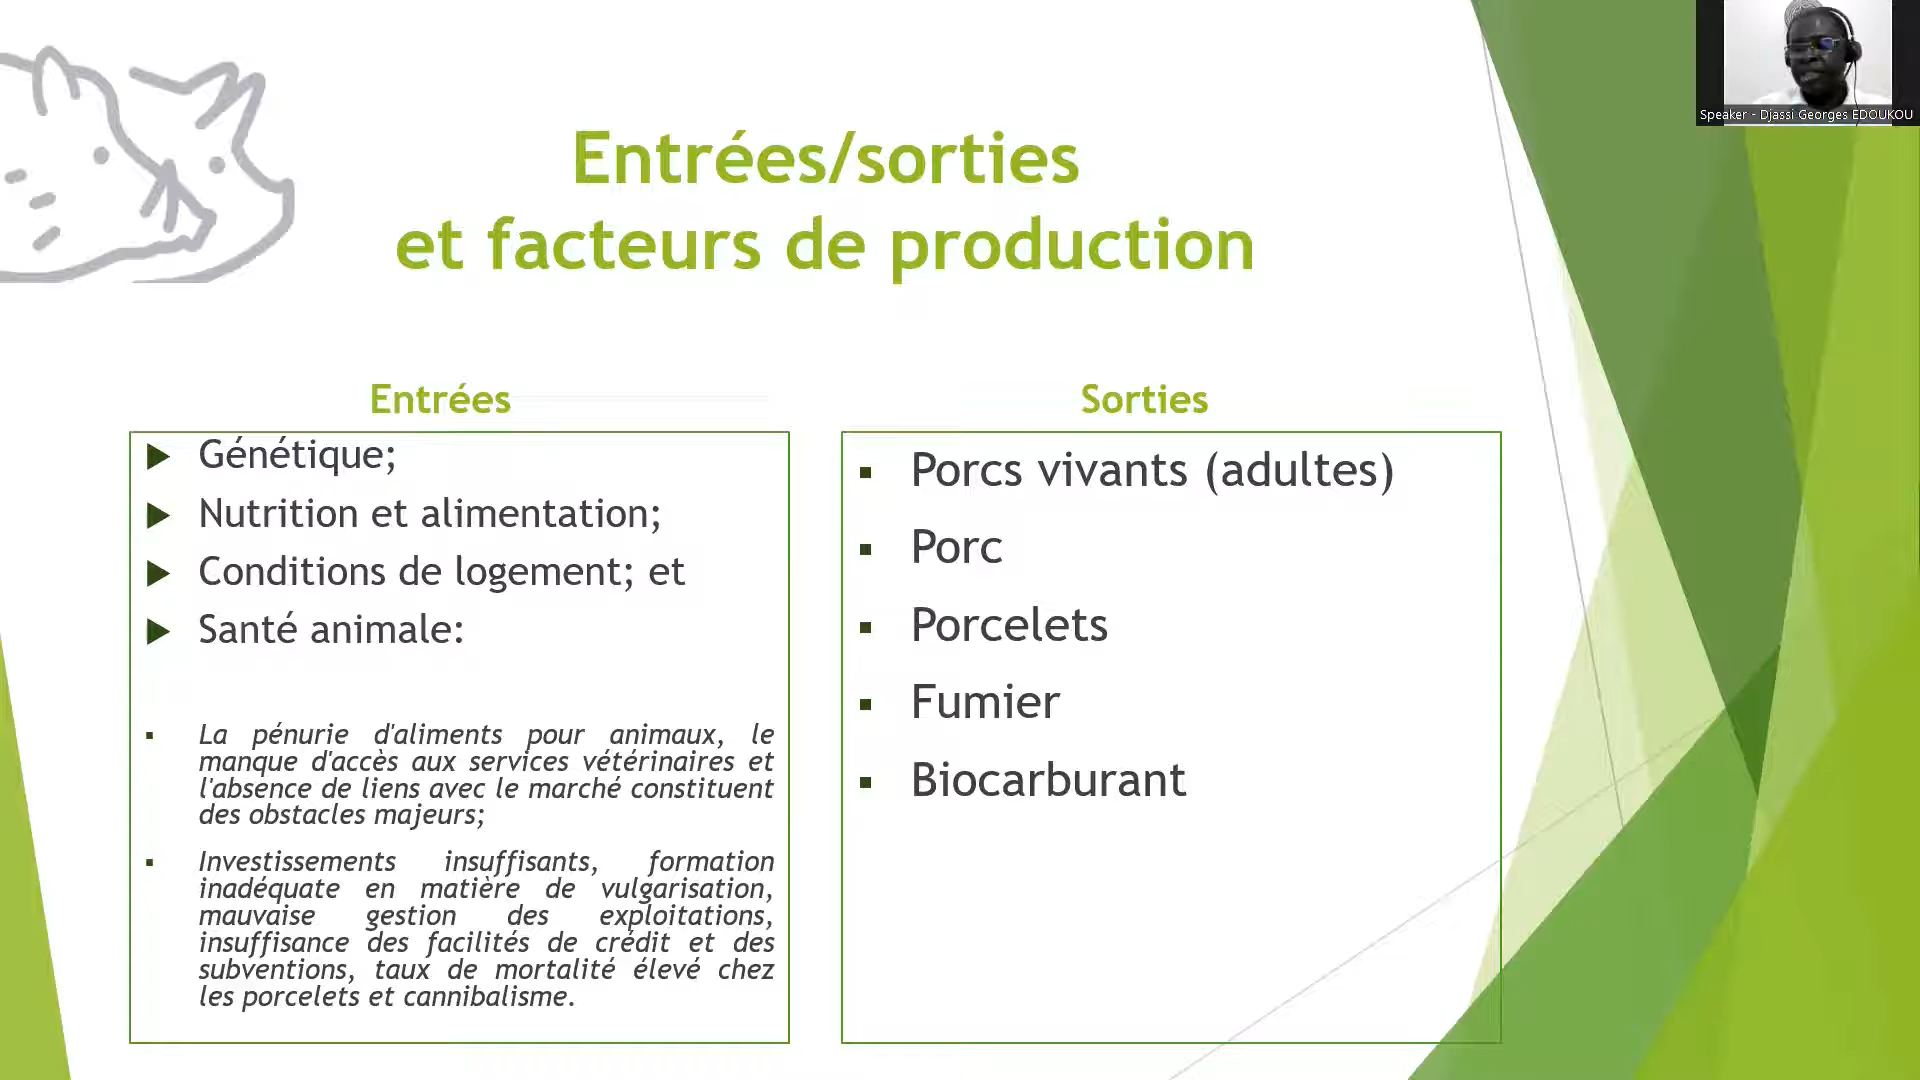 Speaker - Djassi Georges EDOUKOU
Entrées/sorties
et facteurs de production
Entrées
Génétique;
Nutrition et alimentation;
Conditions de logement; et
Santé animale:
La pénurie d'aliments pour animaux, le
manque d'accès aux services vétérinaires et
l'absence de liens avec le marché constituent
des obstacles majeurs;
Investissements insuffisants, formation
inadéquate en matière de vulgarisation,
mauvaise gestion des exploitations,
insuffisance des facilités de crédit et des
subventions, taux de mortalité élevé chez
les porcelets et cannibalisme.
Sorties
Porcs vivants (adultes)
Porc
Porcelets
Fumier
Biocarburant